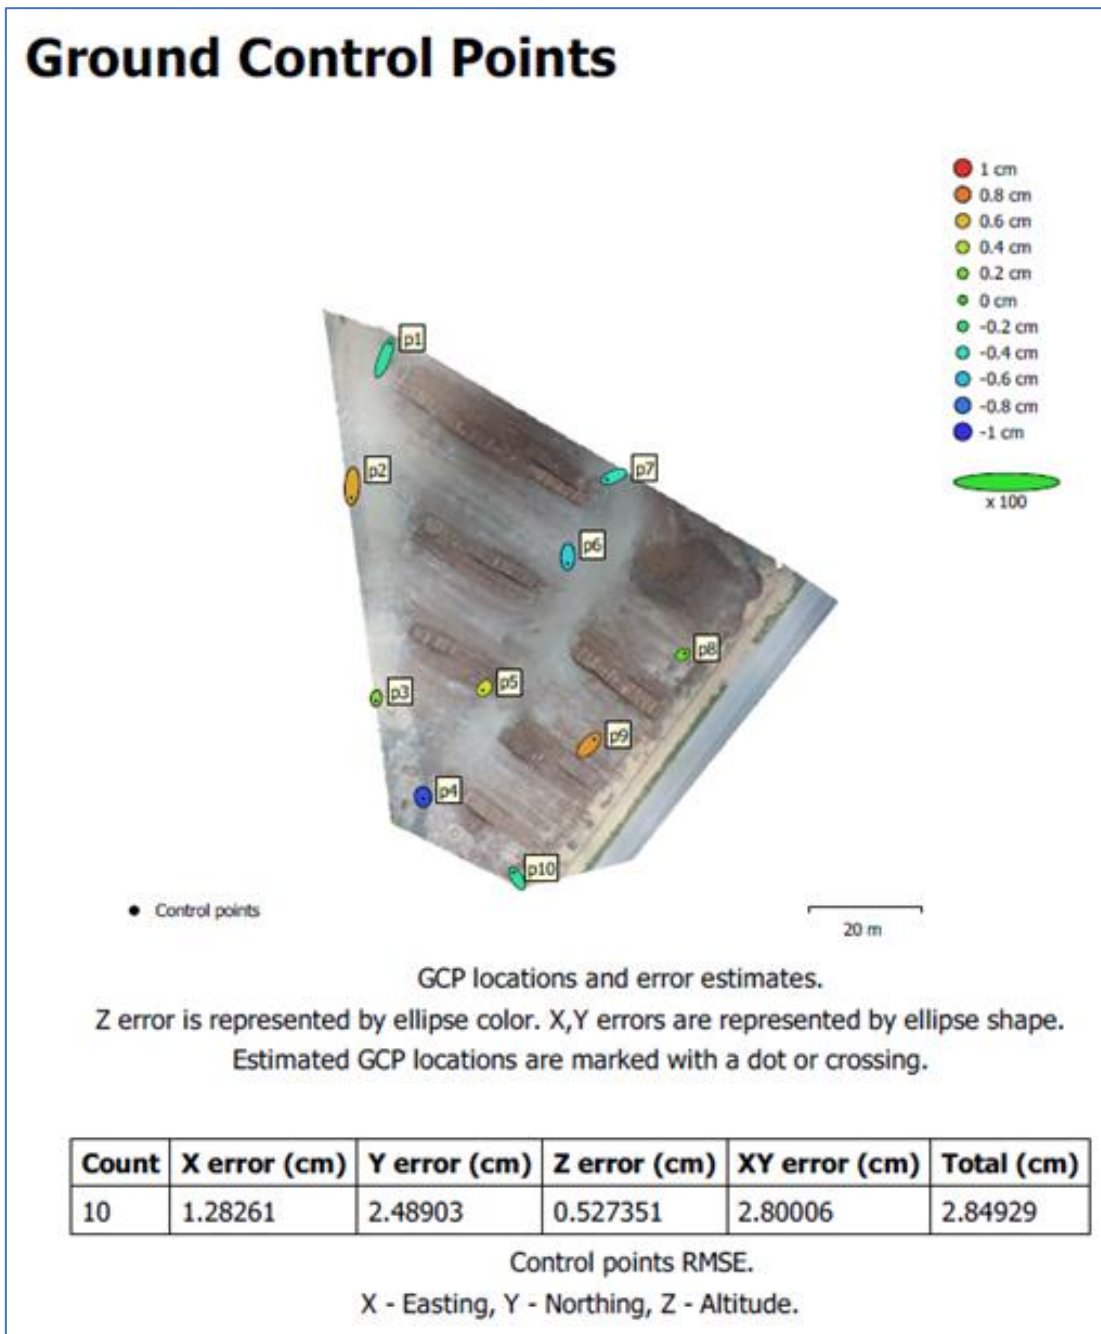 Ground Control Points
1 cm
0.8 cm
0.6 cm
0.4 cm
0.2 cm
0 cm
-0.2 cm
-0.4 cm
-0.6 cm
-0.8 cm
-1 cm
x 100
p1
p2
p7
p6
p8
p5
p3
p9
p4
p10
Control points
20 m
GCP locations and error estimates.
Z error is represented by ellipse color. X,Y errors are represented by ellipse shape.
Estimated GCP locations are marked with a dot or crossing.
Count X error (cm) Y error (cm) Z error (cm) XY error (cm) Total (cm)
10 1.28261 2.48903 0.527351 2.80006 2.84929
Control points RMSE.
X - Easting, Y - Northing, Z - Altitude.